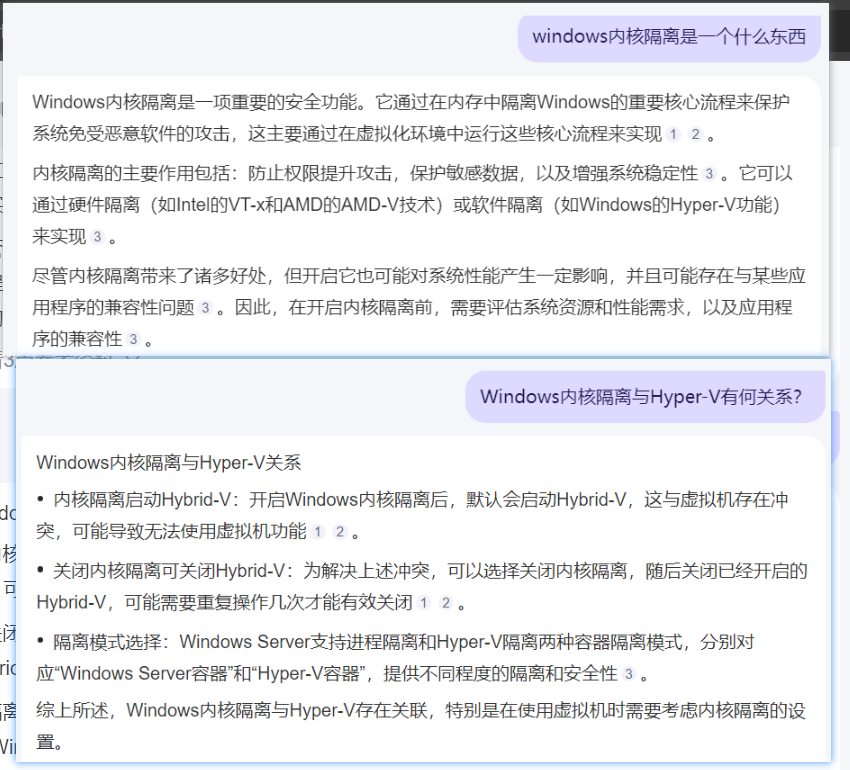 windows内核隔离是一个什么东西
Windows内核隔离是一项重要的安全功能。它通过在内存中隔离Windows的重要核心流程来保护
系统免受恶意软件的攻击，这主要通过在虚拟化环境中运行这些核心流程来实现 1 2 。
内核隔离的主要作用包括：防止权限提升攻击，保护敏感数据，以及增强系统稳定性 3 。它可以
通过硬件隔离（如Intel的VT-x和AMD的AMD-V技术）或软件隔离（如Windows的Hyper-V功能）
来实现 3 。
尽管内核隔离带来了诸多好处，但开启它也可能对系统性能产生一定影响，并且可能存在与某些应
用程序的兼容性问题 3 。因此，在开启内核隔离前，需要评估系统资源和性能需求，以及应用程
序的兼容性 3 。
Windows内核隔离与Hyper-V有何关系？
Windows内核隔离与Hyper-V关系
• 内核隔离启动Hybrid-V：开启Windows内核隔离后，默认会启动Hybrid-V，这与虚拟机存在冲
突，可能导致无法使用虚拟机功能 1 2 。
• 关闭内核隔离可关闭Hybrid-V：为解决上述冲突，可以选择关闭内核隔离，随后关闭已经开启的
Hybrid-V，可能需要重复操作几次才能有效关闭 1 2 。
• 隔离模式选择：Windows Server支持进程隔离和Hyper-V隔离两种容器隔离模式，分别对
应“Windows Server容器”和“Hyper-V容器”，提供不同程度的隔离和安全性 3 。
综上所述，Windows内核隔离与Hyper-V存在关联，特别是在使用虚拟机时需要考虑内核隔离的设
置。